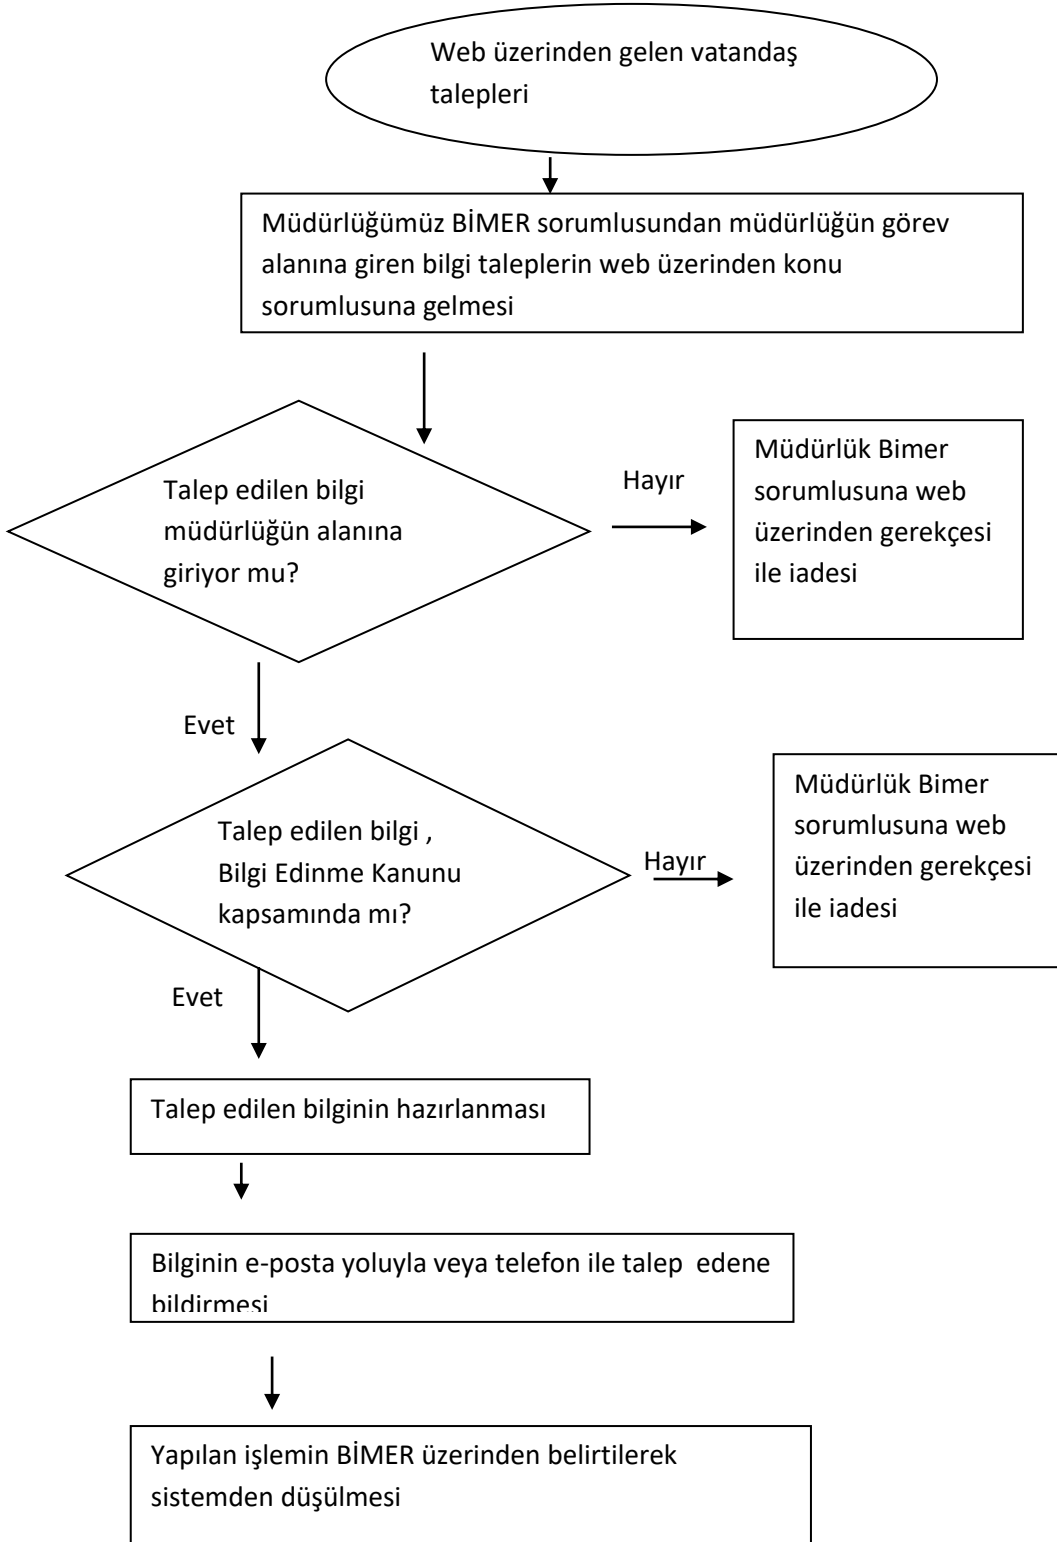 Web üzerinden gelen vatandaş
talepleri
Müdürlüğümüz BİMER sorumlusundan müdürlüğün görev
alanına giren bilgi taleplerin web üzerinden konu
sorumlusuna gelmesi
Talep edilen bilgi
müdürlüğün alanına
giriyor mu?
Hayır
Müdürlük Bimer
sorumlusuna web
üzerinden gerekçesi
ile iadesi
Evet
Talep edilen bilgi ,
Bilgi Edinme Kanunu
kapsamında mı?
Hayır
Müdürlük Bimer
sorumlusuna web
üzerinden gerekçesi
ile iadesi
Evet
Talep edilen bilginin hazırlanması
Bilginin e-posta yoluyla veya telefon ile talep  edene
bildirmesi
Yapılan işlemin BİMER üzerinden belirtilerek
sistemden düşülmesi